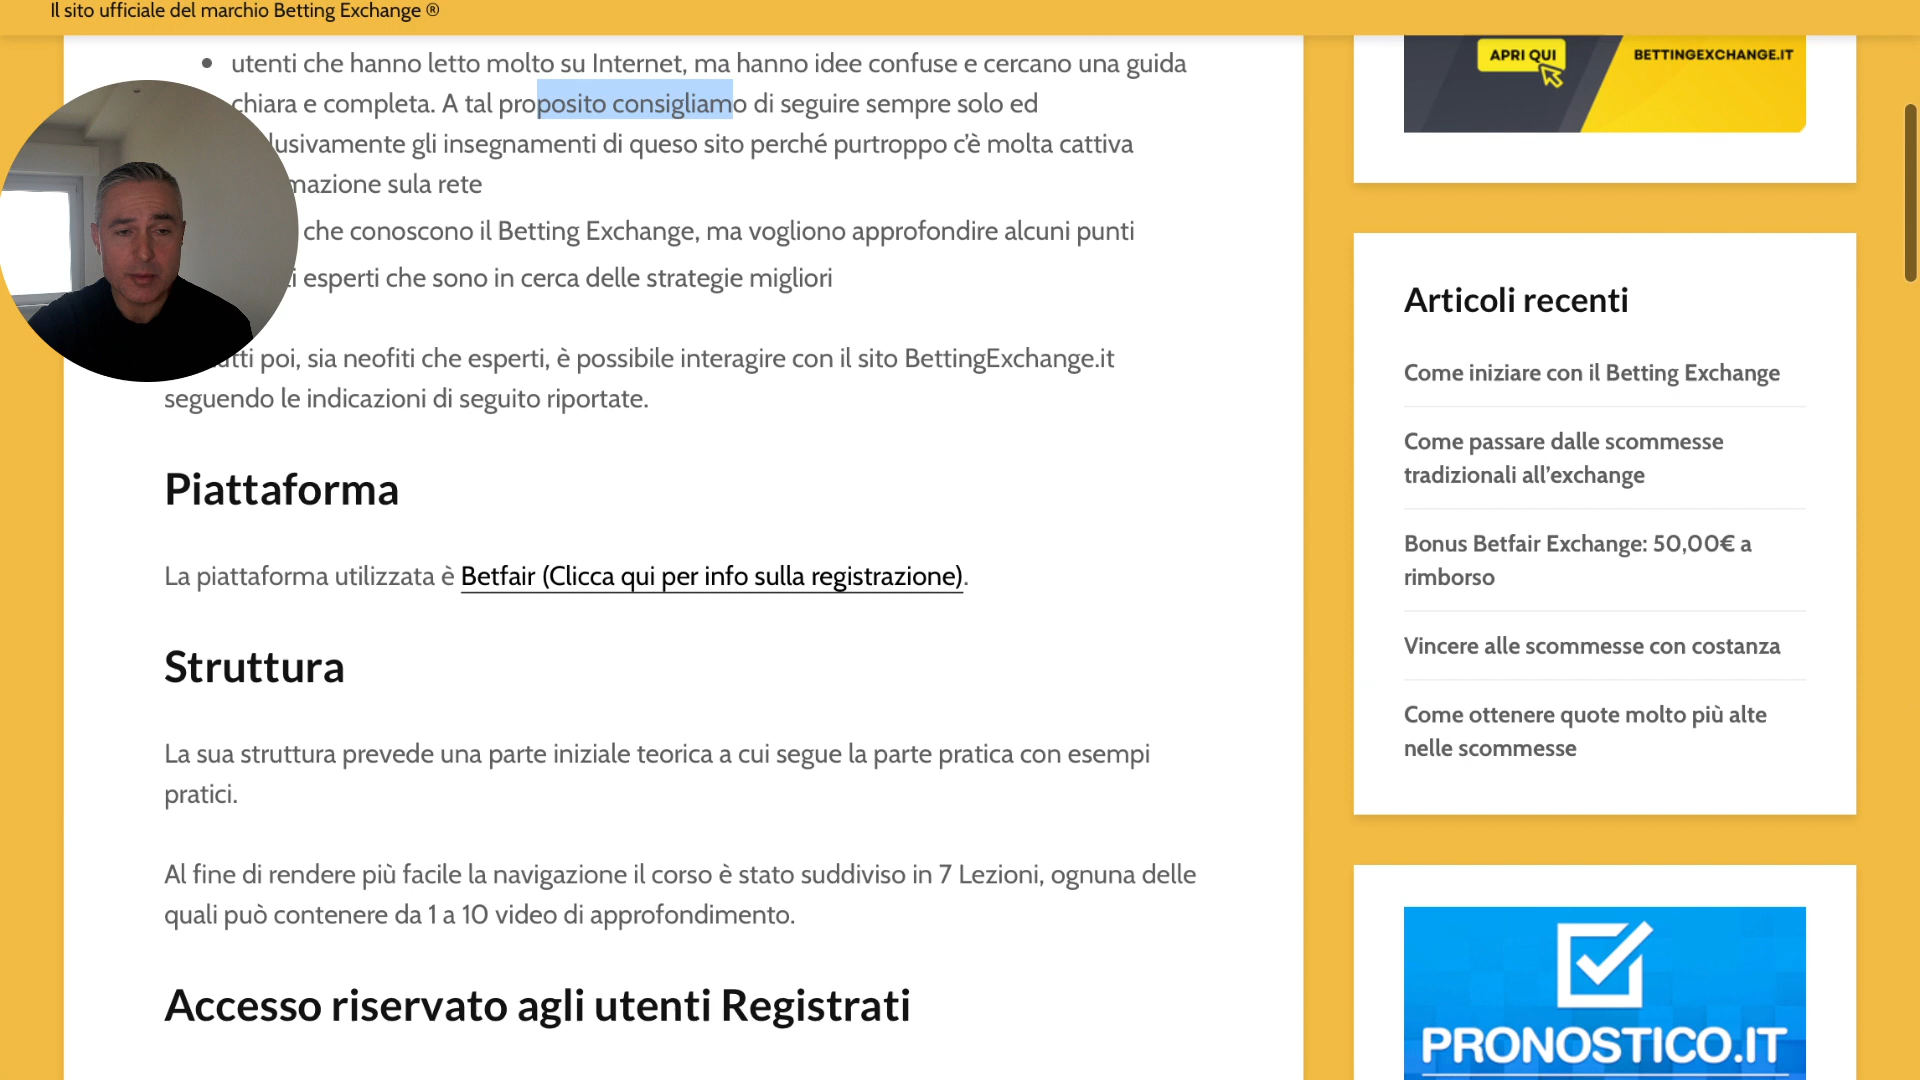 Il sito ufficiale del marchio Betting Exchange ®
utenti che hanno letto molto su Internet, ma hanno idee confuse e cercano una guida
chiara e completa. A tal proposito consigliamo di seguire sempre solo ed
lusivamente gli insegnamenti di queso sito perché purtroppo c'è molta cattiva
mazione sula rete
che conoscono il Betting Exchange, ma vogliono approfondire alcuni punti
i esperti che sono in cerca delle strategie migliori
tti poi, sia neofiti che esperti, è possibile interagire con il sito BettingExchange.it
seguendo le indicazioni di seguito riportate.
Piattaforma
La piattaforma utilizzata è Betfair (Clicca qui per info sulla registrazione).
Struttura
La sua struttura prevede una parte iniziale teorica a cui segue la parte pratica con esempi
pratici.
Al fine di rendere più facile la navigazione il corso è stato suddiviso in 7 Lezioni, ognuna delle
quali può contenere da 1 a 10 video di approfondimento.
Accesso riservato agli utenti Registrati
APRI QUI
BETTINGEXCHANGE.IT
Articoli recenti
Come iniziare con il Betting Exchange
Come passare dalle scommesse
tradizionali all'exchange
Bonus Betfair Exchange: 50,00€ a
rimborso
Vincere alle scommesse con costanza
Come ottenere quote molto più alte
nelle scommesse
PRONOSTICO.IT